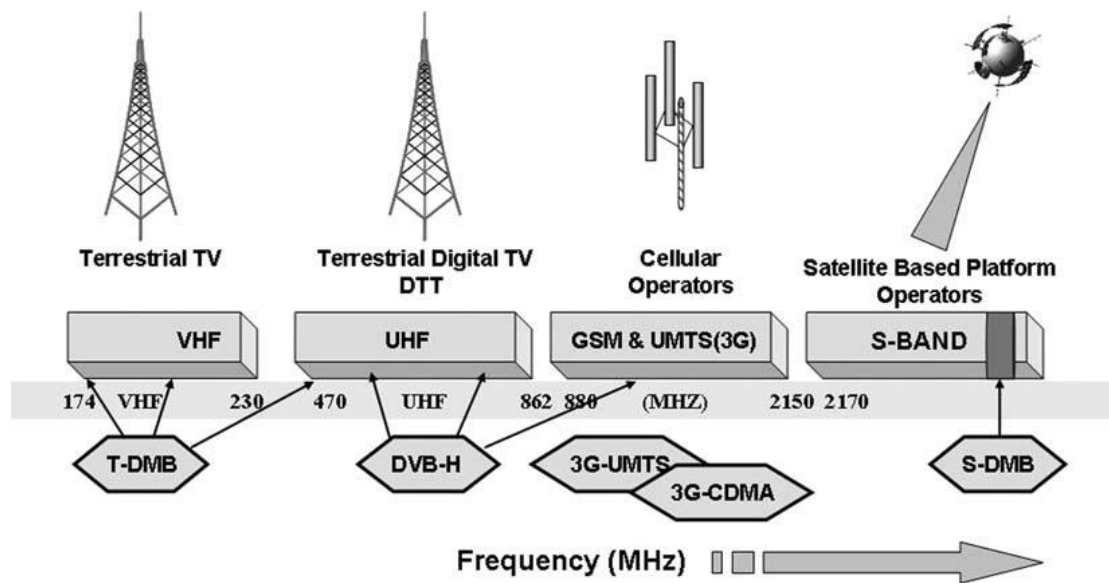 Terrestrial TV
Terrestrial Digital TV
DTT
Cellular
Operators
Satellite Based Platform
Operators
VHF
UHF
GSM & UMTS(3G)
S-BAND
174 VHF 230 470 UHF 862 880 (MHZ) 2150 2170
T-DMB
DVB-H
3G-UMTS
3G-CDMA
S-DMB
Frequency (MHz)